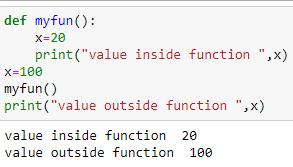 def myfun():
    x=20
    print("value inside function ",x)
x=100
myfun()
print("value outside function ",x)
value inside function  20
value outside function  100